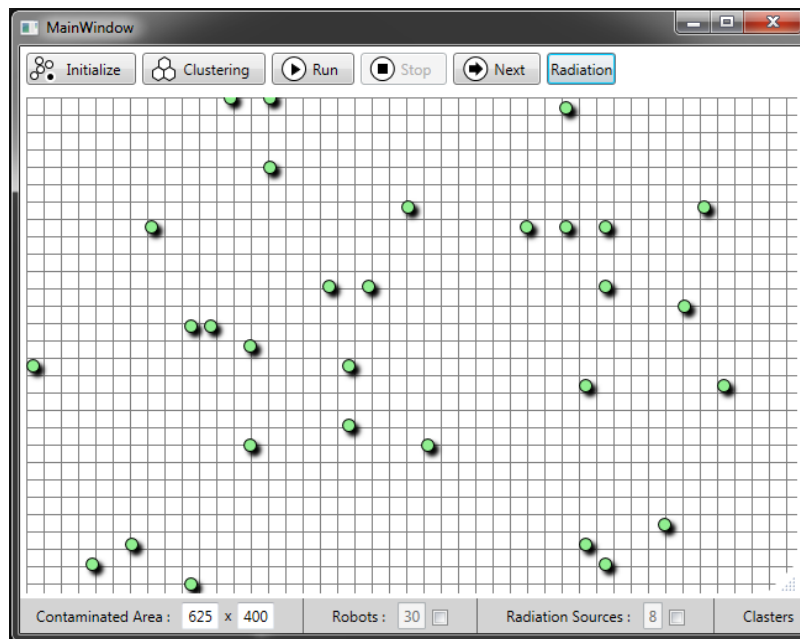 MainWindow
Initialize Clustering Run Stop Next Radiation
Contaminated Area : 625 x 400 Robots : 30 Radiation Sources : 8 Clasters